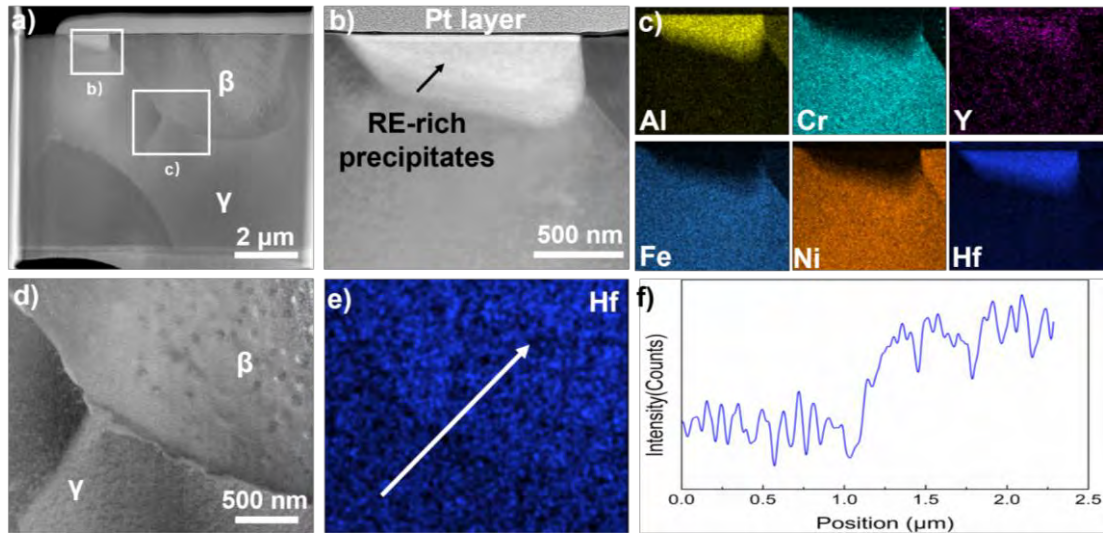 a)
b)
c)
β
γ
2 µm
b)
Pt layer
RE-rich
precipitates
500 nm
c)
Al
Cr
Y
Fe
Ni
Hf
d)
β
γ
500 nm
e)
Hf
f)
Intensity(Counts)
0.0 0.5 1.0 1.5 2.0 2.5
Position (µm)